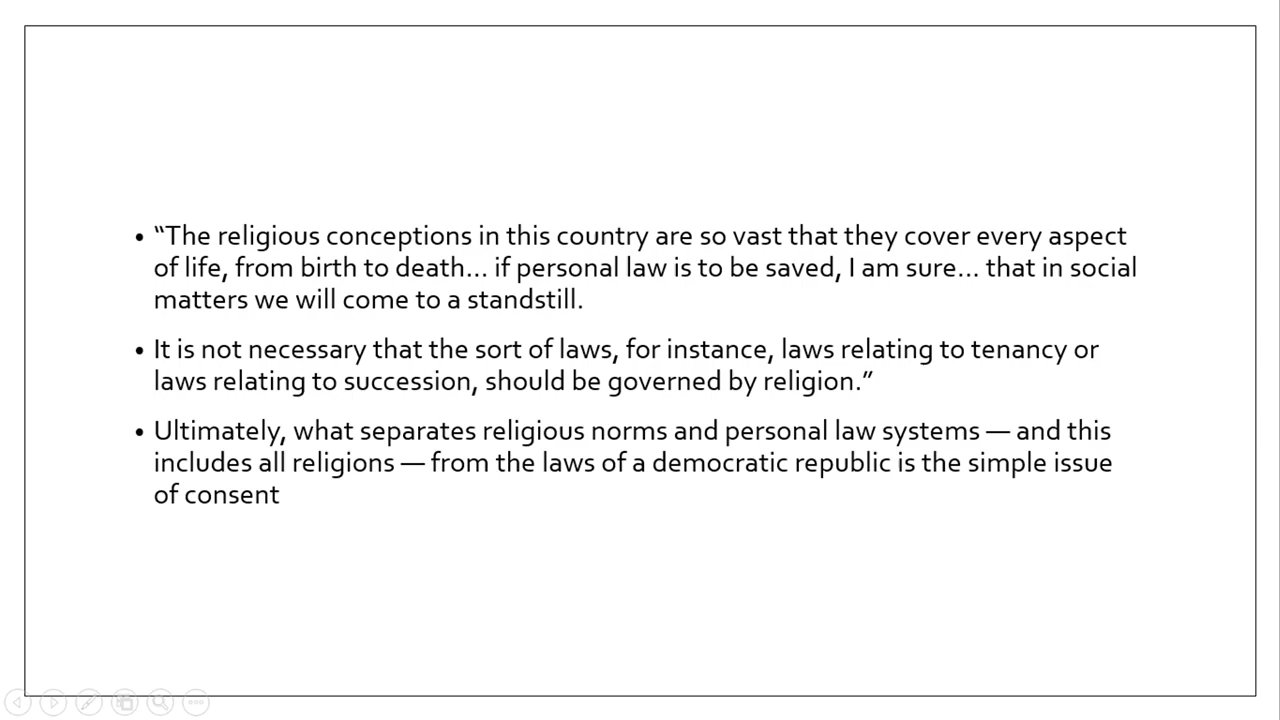 • “The religious conceptions in this country are so vast that they cover every aspect
of life, from birth to death... if personal law is to be saved, I am sure... that in social
matters we will come to a standstill.
• It is not necessary that the sort of laws, for instance, laws relating to tenancy or
laws relating to succession, should be governed by religion.”
• Ultimately, what separates religious norms and personal law systems — and this
includes all religions — from the laws of a democratic republic is the simple issue
of consent